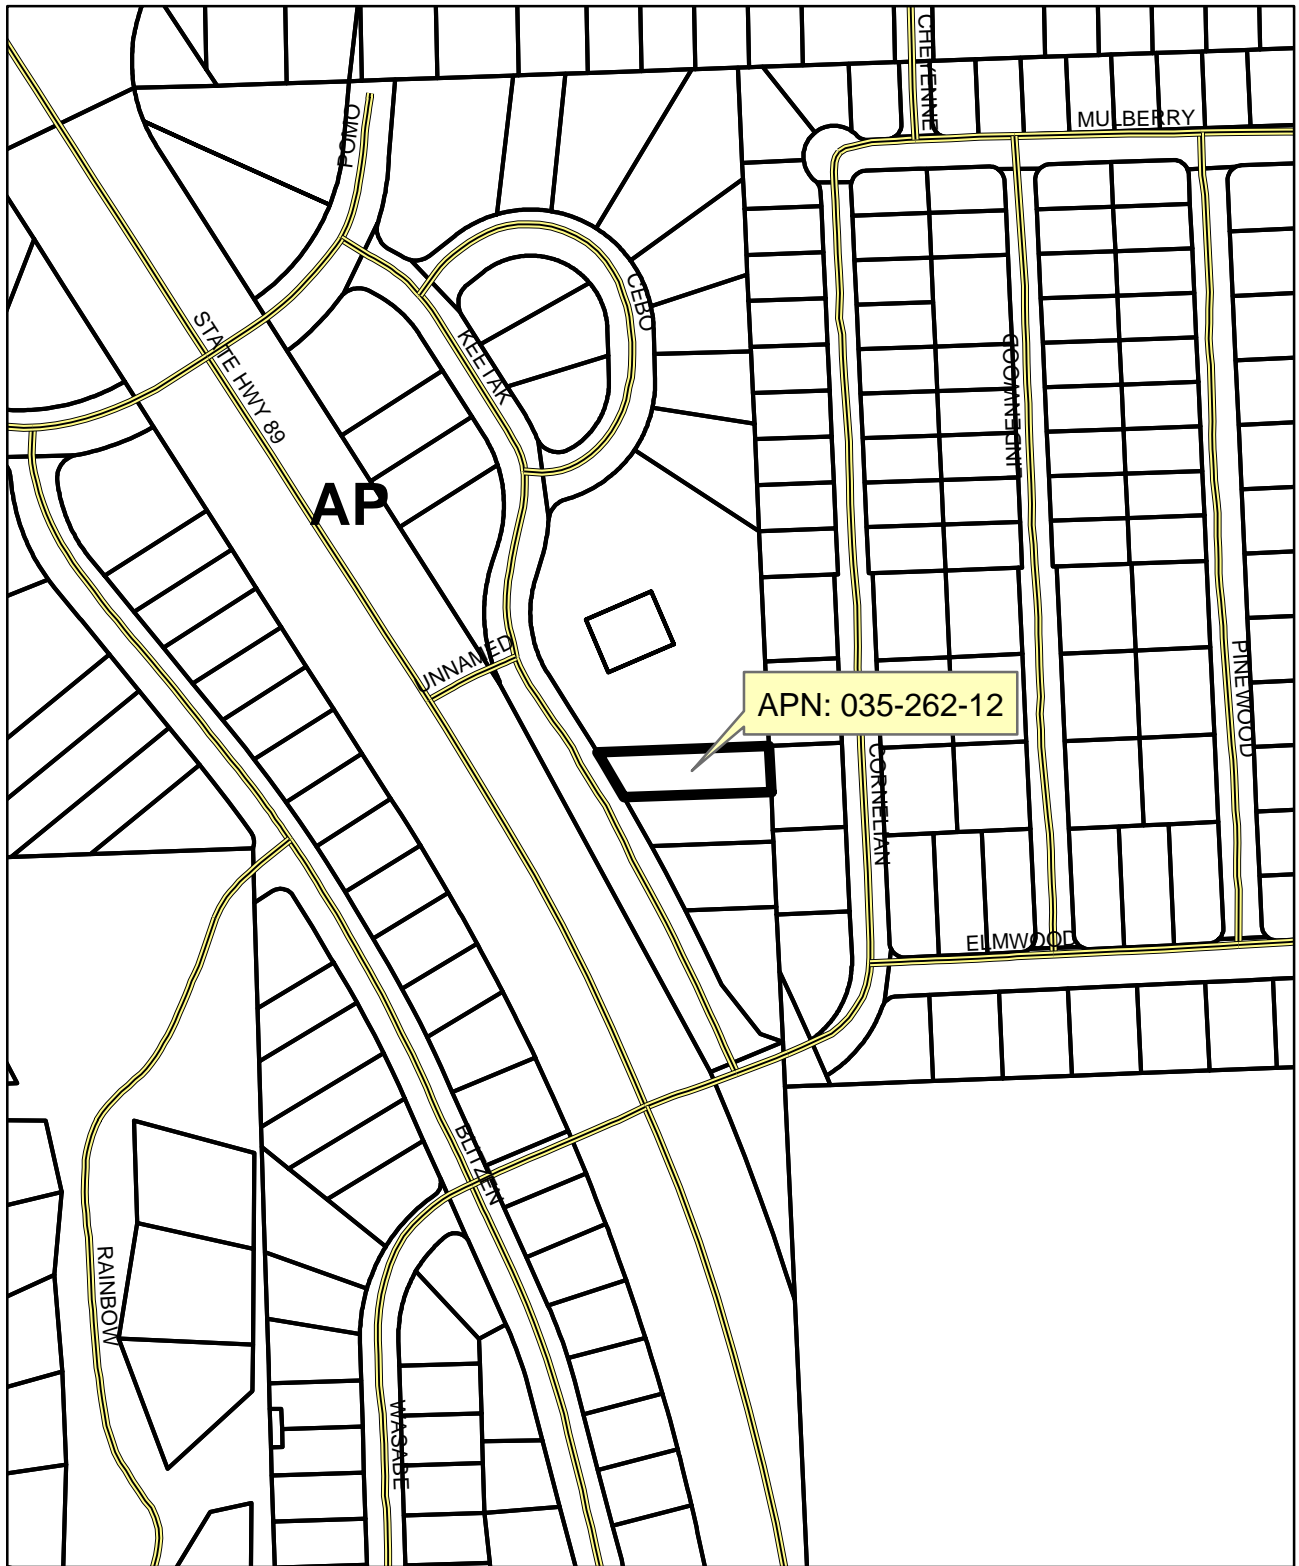 CHEYENNE
MULBERRY
POMO
CEBO
STATE HWY 89
KEETAK
LINDENWOOD
AP
UNNAMED
PINEWOOD
APN: 035-262-12
CORNELIAN
ELMWOOD
BLITZEN
RAINBOW
WASABE